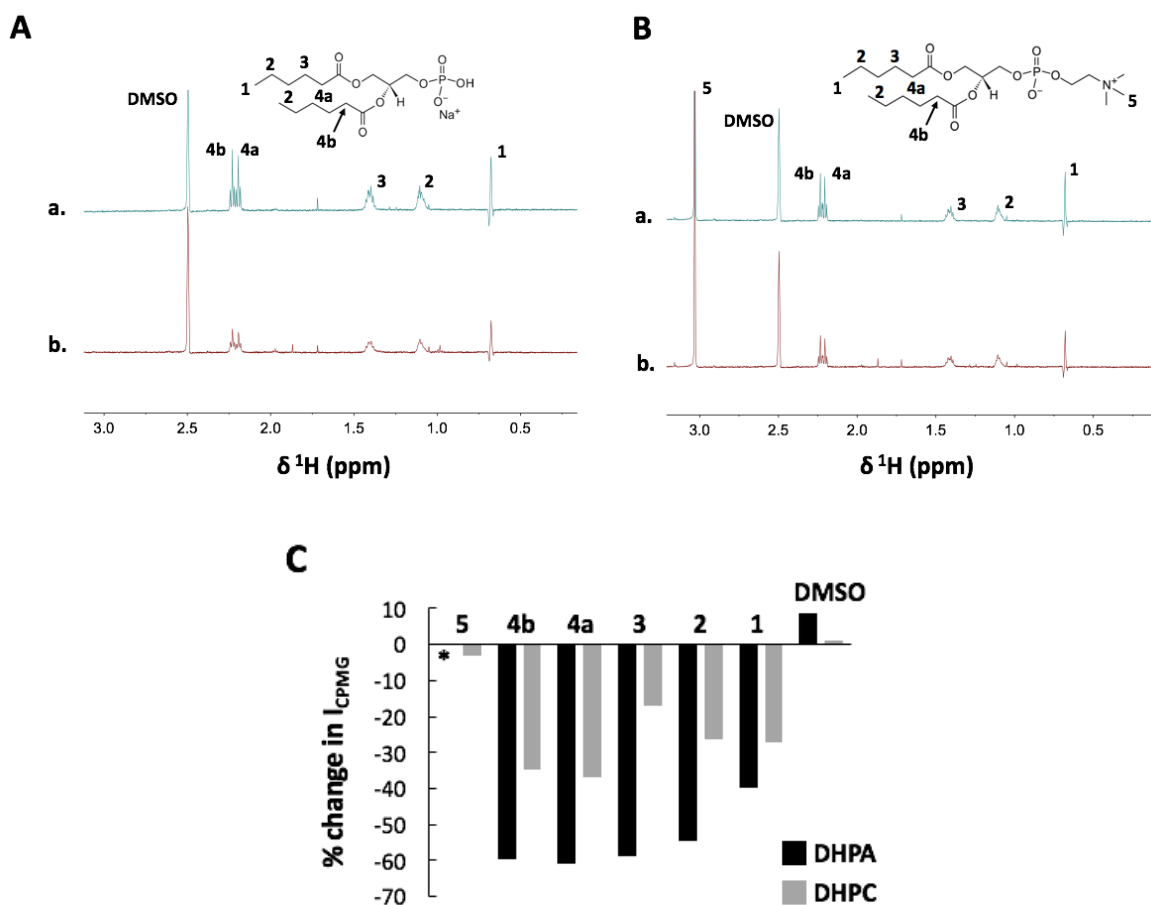 A
B
2
3
1
2
4a
4b
O
O
O
O
O
P
OH
O⁻
Na⁺
H
DMSO
4b
4a
3
2
1
a.
b.
3.0 2.5 2.0 1.5 1.0 0.5
δ ¹H (ppm)
2
3
1
2
4a
4b
O
O
O
O
O
P
O
O
O⁻
N⁺
H
5
5
DMSO
4b
4a
3
2
1
a.
b.
3.0 2.5 2.0 1.5 1.0 0.5
δ ¹H (ppm)
C
DMSO
5 4b 4a 3 2 1
*
10
0
-10
-20
-30
-40
-50
-60
-70
% change in I_CPMG
DHPA
DHPC